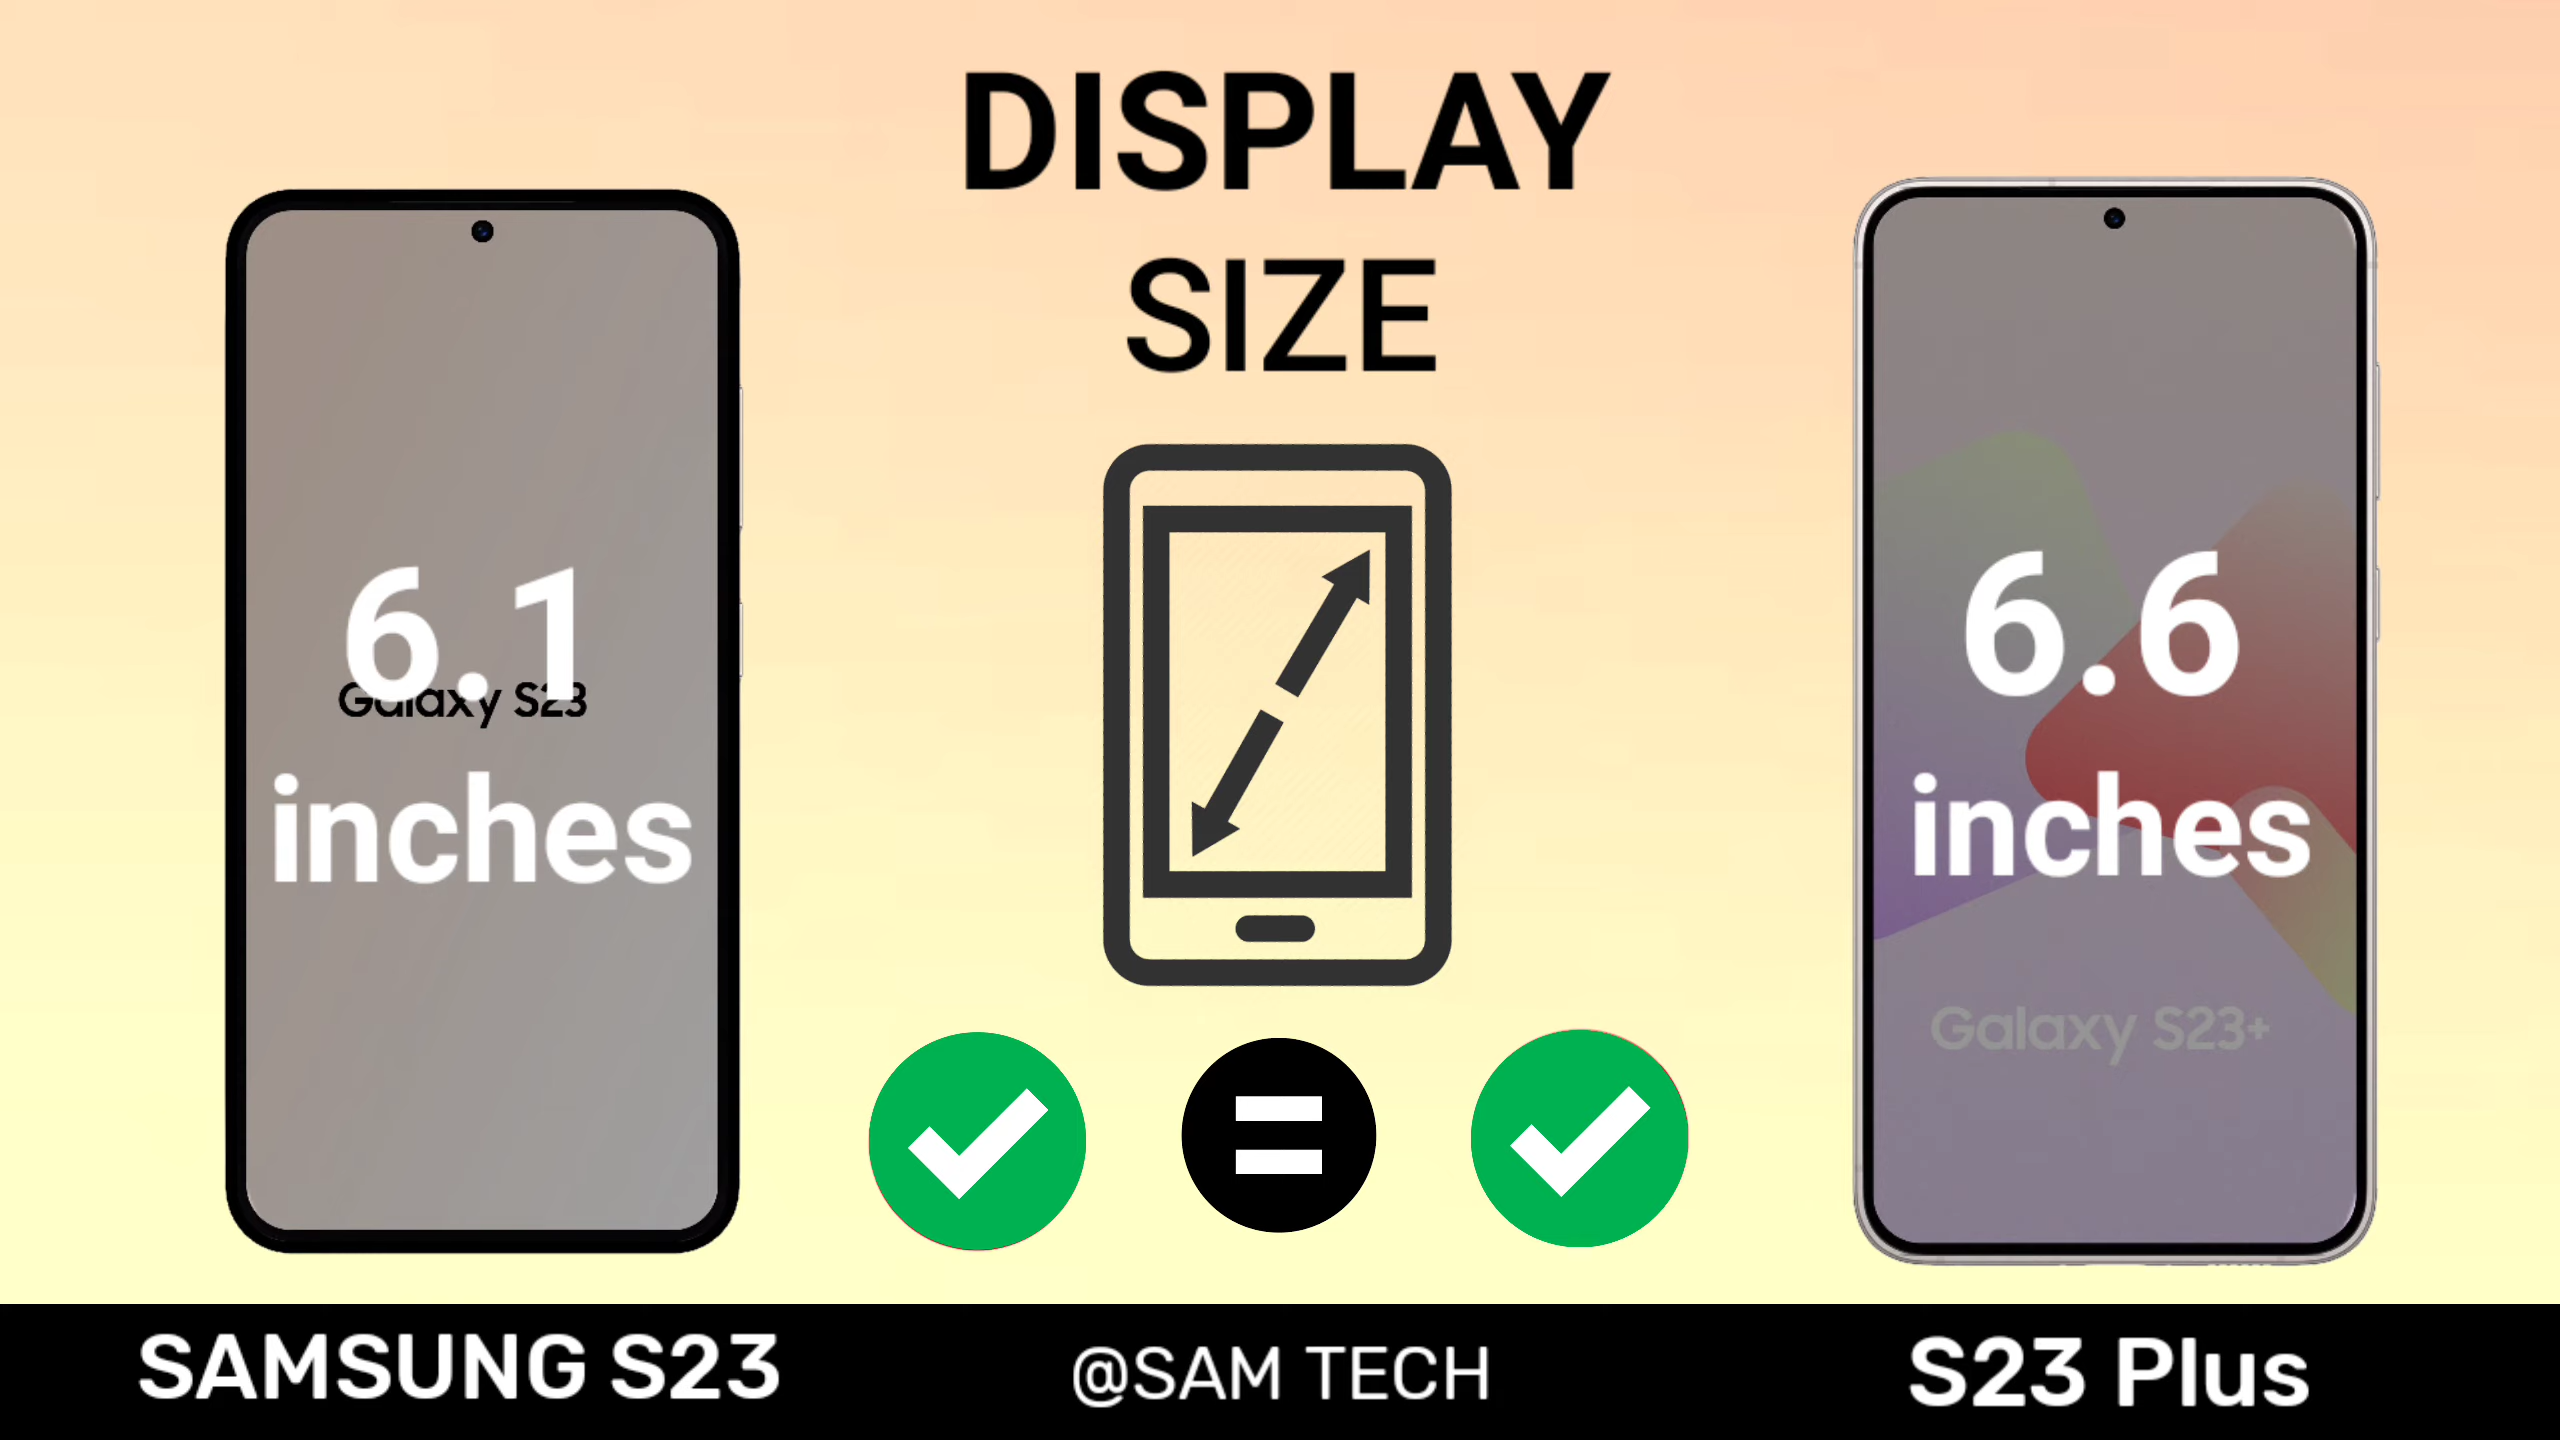 DISPLAY
SIZE
6.1
Galaxy S23
inches
6.6
inches
Galaxy S23+
SAMSUNG S23
@SAM TECH
S23 Plus